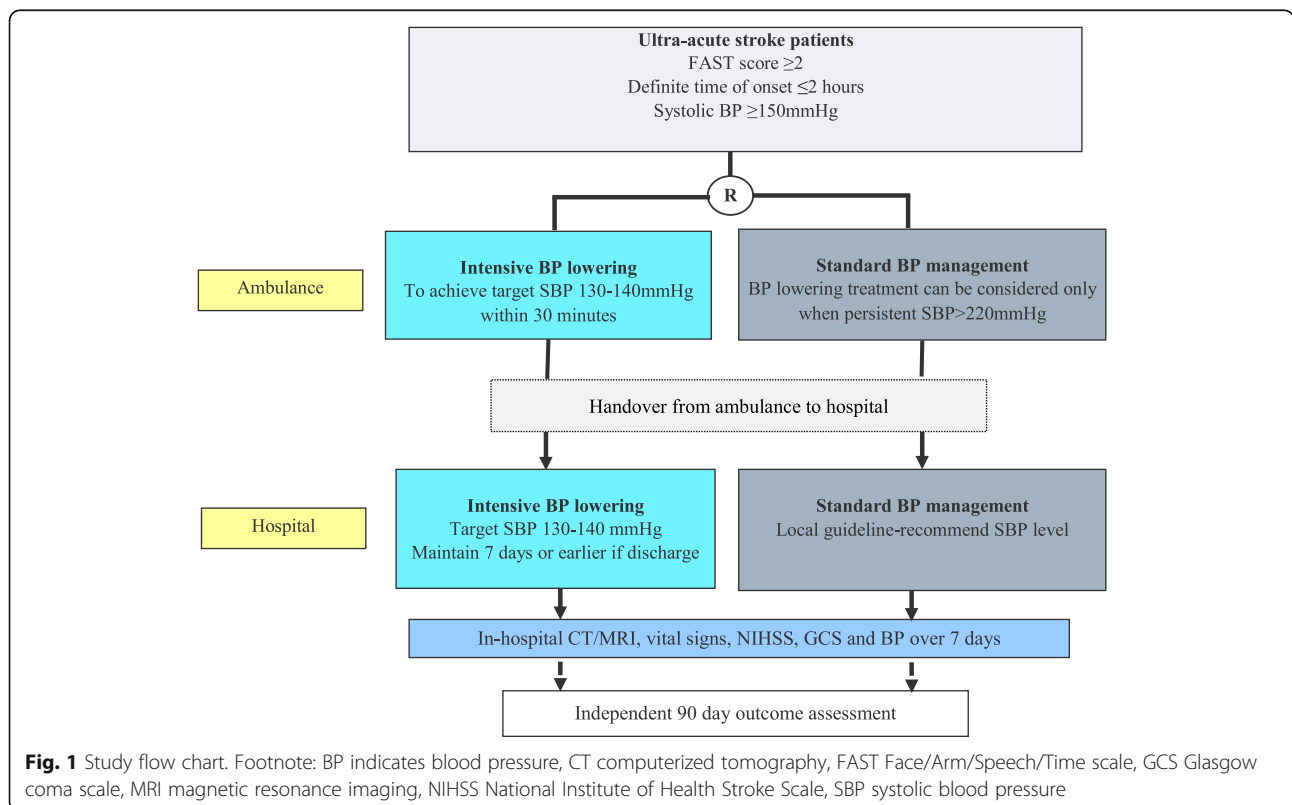 Ultra-acute stroke patients
FAST score ≥2
Definite time of onset ≤2 hours
Systolic BP ≥150mmHg
R
Ambulance
Intensive BP lowering
To achieve target SBP 130-140mmHg
within 30 minutes
Standard BP management
BP lowering treatment can be considered only
when persistent SBP>220mmHg
Handover from ambulance to hospital
Hospital
Intensive BP lowering
Target SBP 130-140 mmHg
Maintain 7 days or earlier if discharge
Standard BP management
Local guideline-recommend SBP level
In-hospital CT/MRI, vital signs, NIHSS, GCS and BP over 7 days
Independent 90 day outcome assessment
Fig. 1 Study flow chart. Footnote: BP indicates blood pressure, CT computerized tomography, FAST Face/Arm/Speech/Time scale, GCS Glasgow
coma scale, MRI magnetic resonance imaging, NIHSS National Institute of Health Stroke Scale, SBP systolic blood pressure